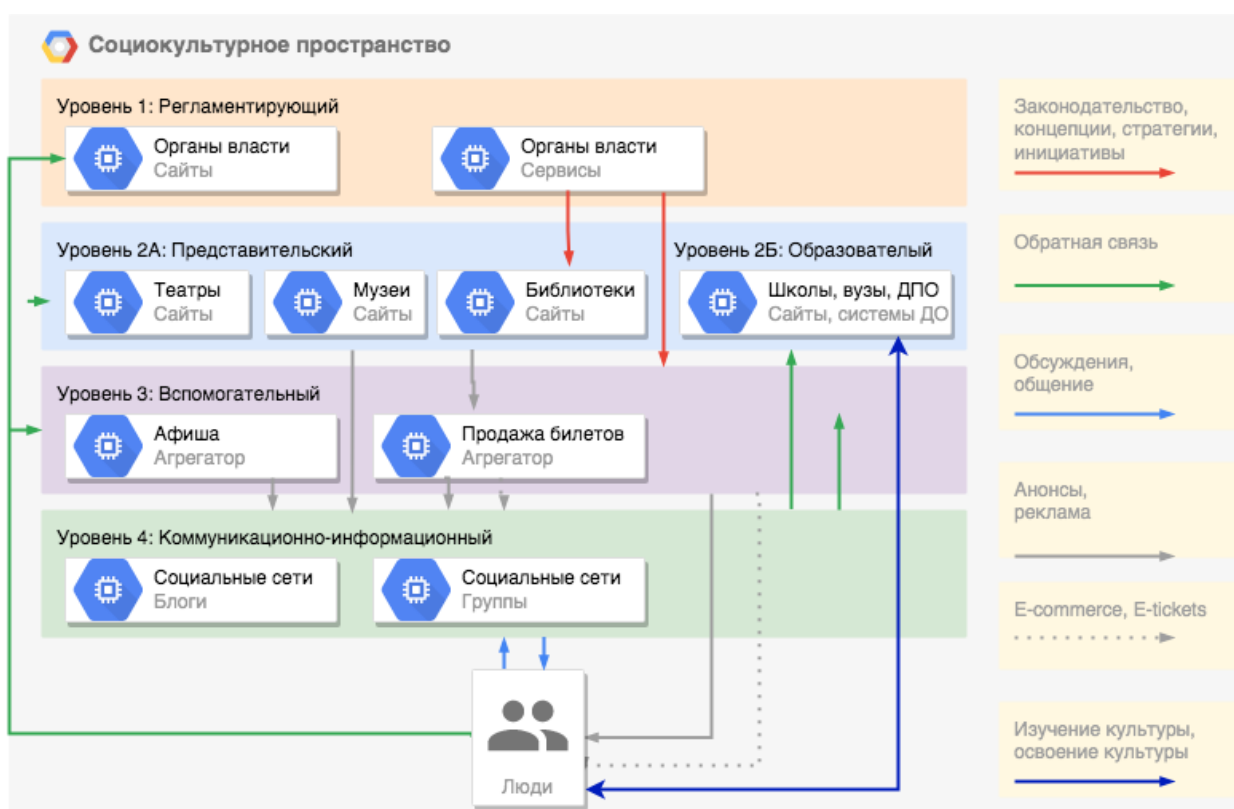 Социокультурное пространство
Уровень 1: Регламентирующий
Органы власти
Сайты
Органы власти
Сервисы
Уровень 2А: Представительский
Театры
Сайты
Музеи
Сайты
Библиотеки
Сайты
Уровень 2Б: Образователый
Школы, вузы, ДПО
Сайты, системы ДО
Уровень 3: Вспомогательный
Афиша
Агрегатор
Продажа билетов
Агрегатор
Уровень 4: Коммуникационно-информационный
Социальные сети
Блоги
Социальные сети
Группы
Люди
Законодательство,
концепции, стратегии,
инициативы
Обратная связь
Обсуждения,
общение
Анонсы,
реклама
E-commerce, E-tickets
Изучение культуры,
освоение культуры